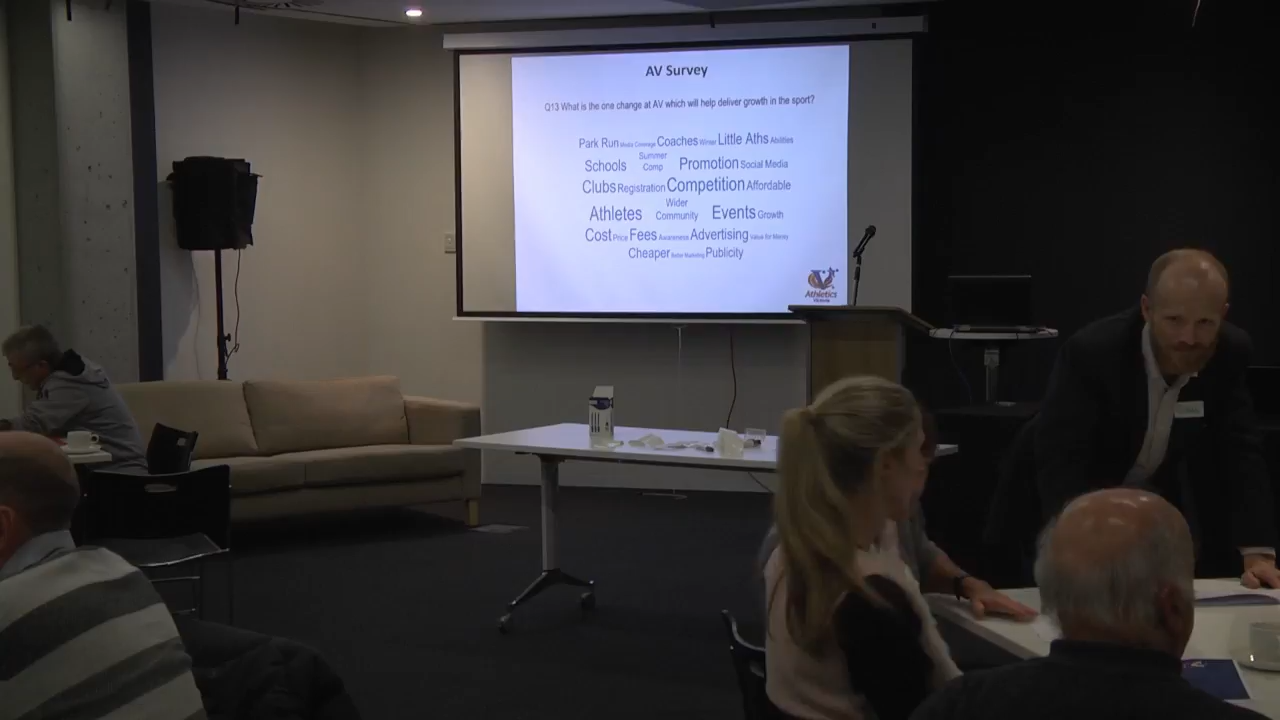 AV Survey
Q13 What is the one change at AV which will help deliver growth in the sport?
Park Run Media Coverage Coaches Winter Little Aths Abilities
Schools Summer Comp Promotion Social Media
Clubs Registration Competition Affordable
Athletes Wider Community Events Growth
Cost Price Fees Awareness Advertising Value for Money
Cheaper Better Marketing Publicity
Athletics
Victoria